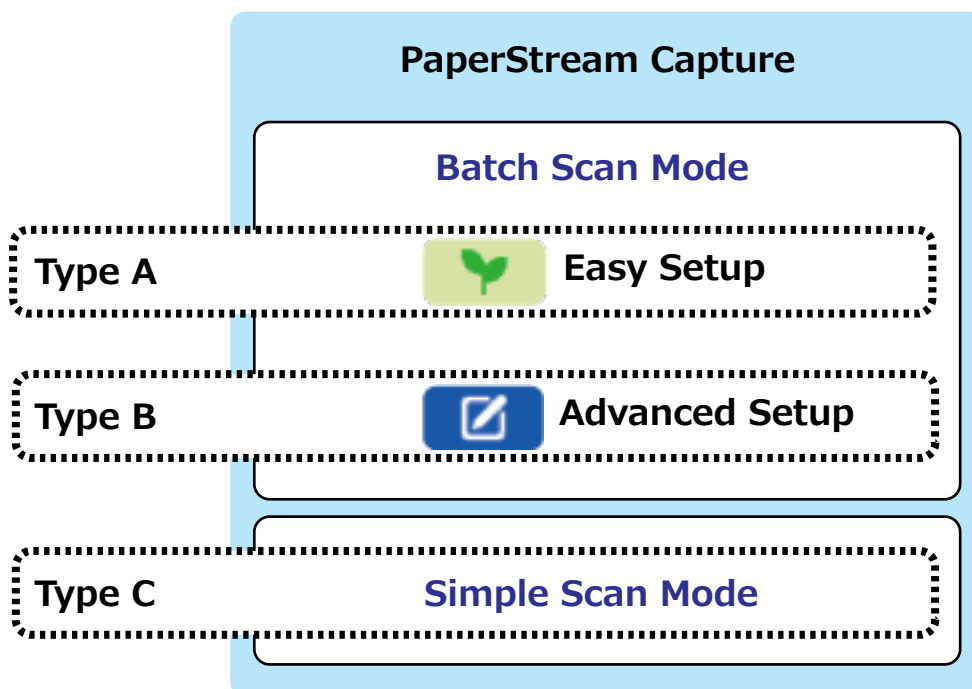 PaperStream Capture
Batch Scan Mode
Type A Easy Setup
Type B Advanced Setup
Type C Simple Scan Mode